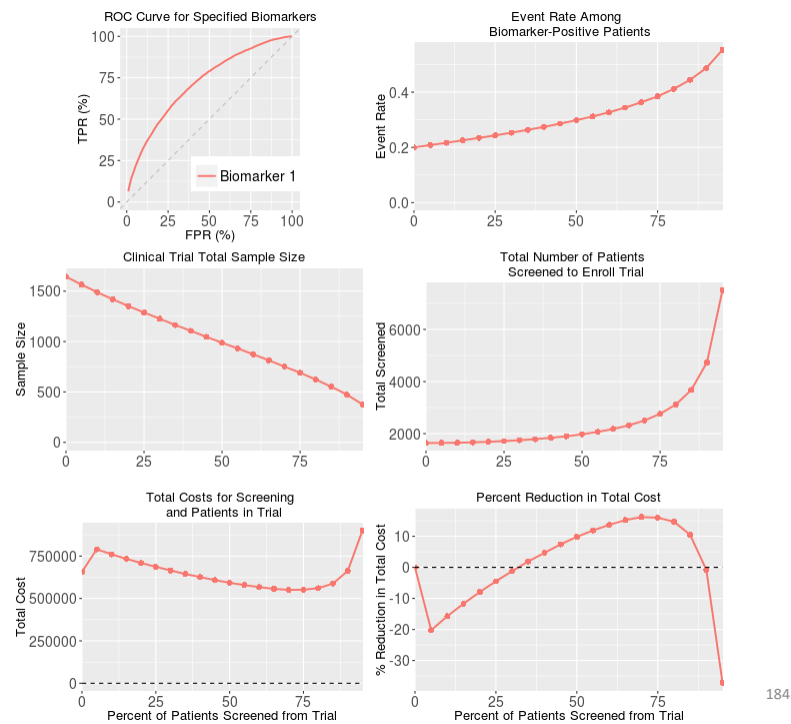 ROC Curve for Specified Biomarkers
100
75
50
25
0
TPR (%)
Biomarker 1
0 25 50 75 100
FPR (%)
Event Rate Among
Biomarker-Positive Patients
0.4
0.2
0.0
Event Rate
0 25 50 75
Clinical Trial Total Sample Size
1500
1000
500
0
Sample Size
0 25 50 75
Total Number of Patients
Screened to Enroll Trial
6000
4000
2000
Total Screened
0 25 50 75
Total Costs for Screening
and Patients in Trial
750000
500000
250000
0
Total Cost
0 25 50 75
Percent of Patients Screened from Trial
Percent Reduction in Total Cost
10
0
-10
-20
-30
% Reduction in Total Cost
0 25 50 75
Percent of Patients Screened from Trial
184